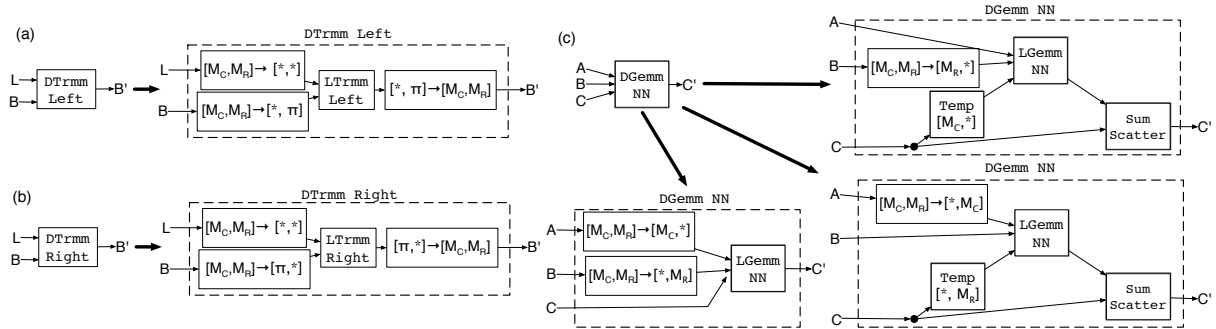 (a)
DTrmm Left
L
B
DTrmm
Left
B'
L
[M_C,M_R]→ [*,*]
B
[M_C,M_R]→[*, π]
LTrmm
Left
[*, π]→[M_C,M_R]
B'
(b)
DTrmm Right
L
B
DTrmm
Right
B'
L
[M_C,M_R]→ [*,*]
B
[M_C,M_R]→[π,*]
LTrmm
Right
[π,*]→[M_C,M_R]
B'
(c)
A
B
C
DGemm
NN
C'
DGemm NN
A
B
[M_C,M_R]→[M_R,*]
LGemm
NN
Temp
[M_C,*]
C
Sum
Scatter
C'
DGemm NN
A
[M_C,M_R]→[M_C,*]
B
[M_C,M_R]→[*,M_R]
C
LGemm
NN
C'
DGemm NN
A
[M_C,M_R]→[*,M_C]
B
LGemm
NN
Temp
[*, M_R]
C
Sum
Scatter
C'